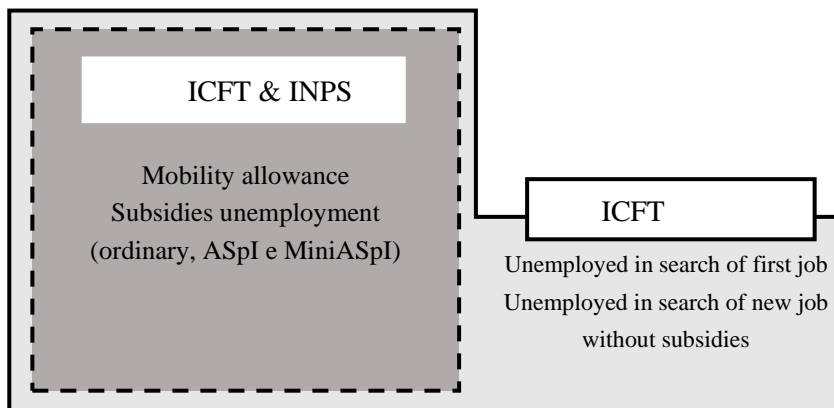 ICFT & INPS
Mobility allowance
Subsidies unemployment
(ordinary, ASpI e MiniASpI)
ICFT
Unemployed in search of first job
Unemployed in search of new job
without subsidies